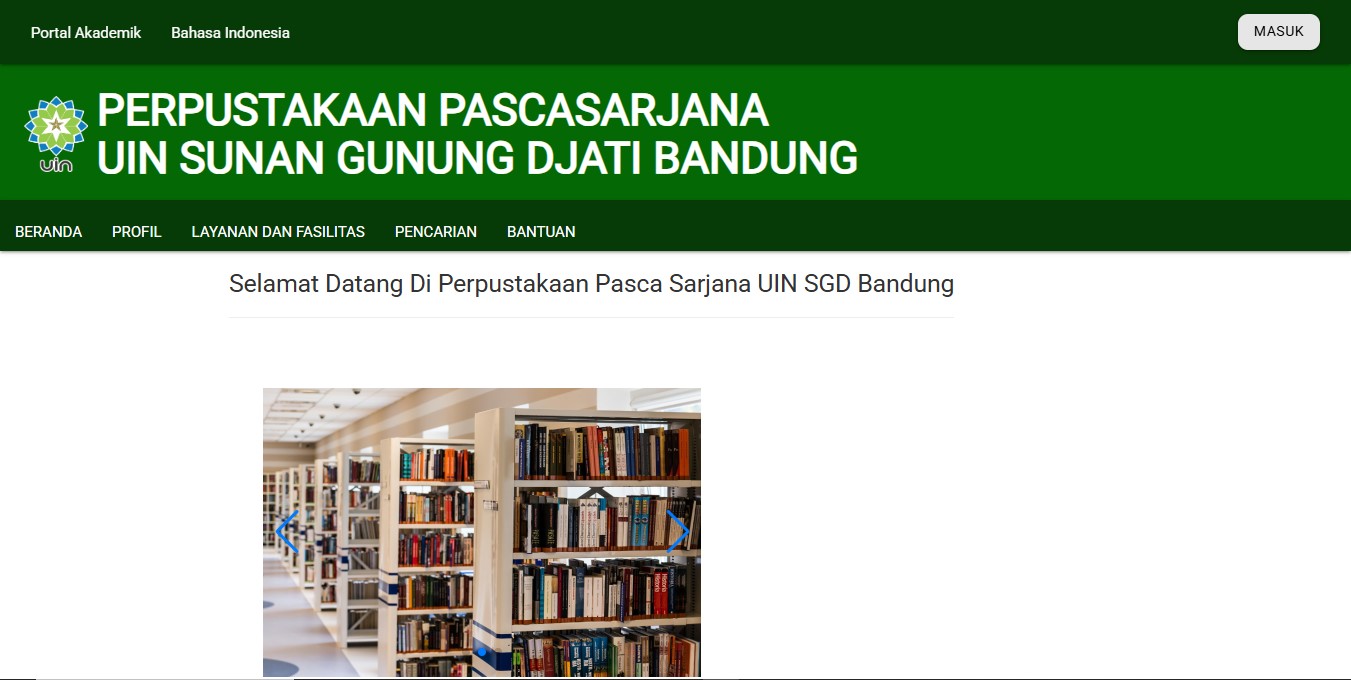 Portal Akademik Bahasa Indonesia MASUK
PERPUSTAKAAN PASCASARJANA
UIN SUNAN GUNUNG DJATI BANDUNG
uin
BERANDA PROFIL LAYANAN DAN FASILITAS PENCARIAN BANTUAN
Selamat Datang Di Perpustakaan Pasca Sarjana UIN SGD Bandung